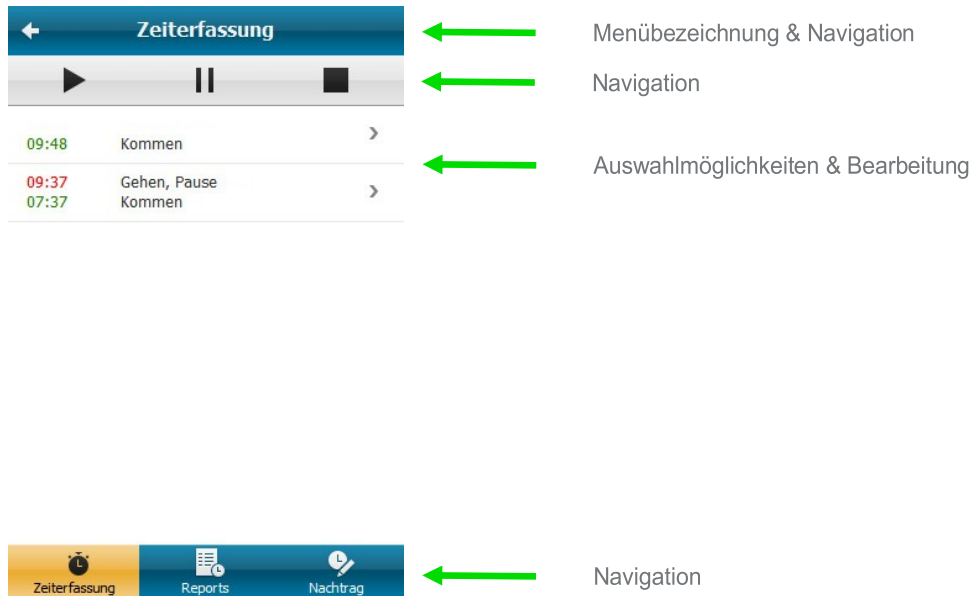 Zeiterfassung
Menübezeichnung & Navigation
Navigation
09:48 Kommen
Auswahlmöglichkeiten & Bearbeitung
09:37 Gehen, Pause
07:37 Kommen
Zeiterfassung Reports Nachtrag
Navigation